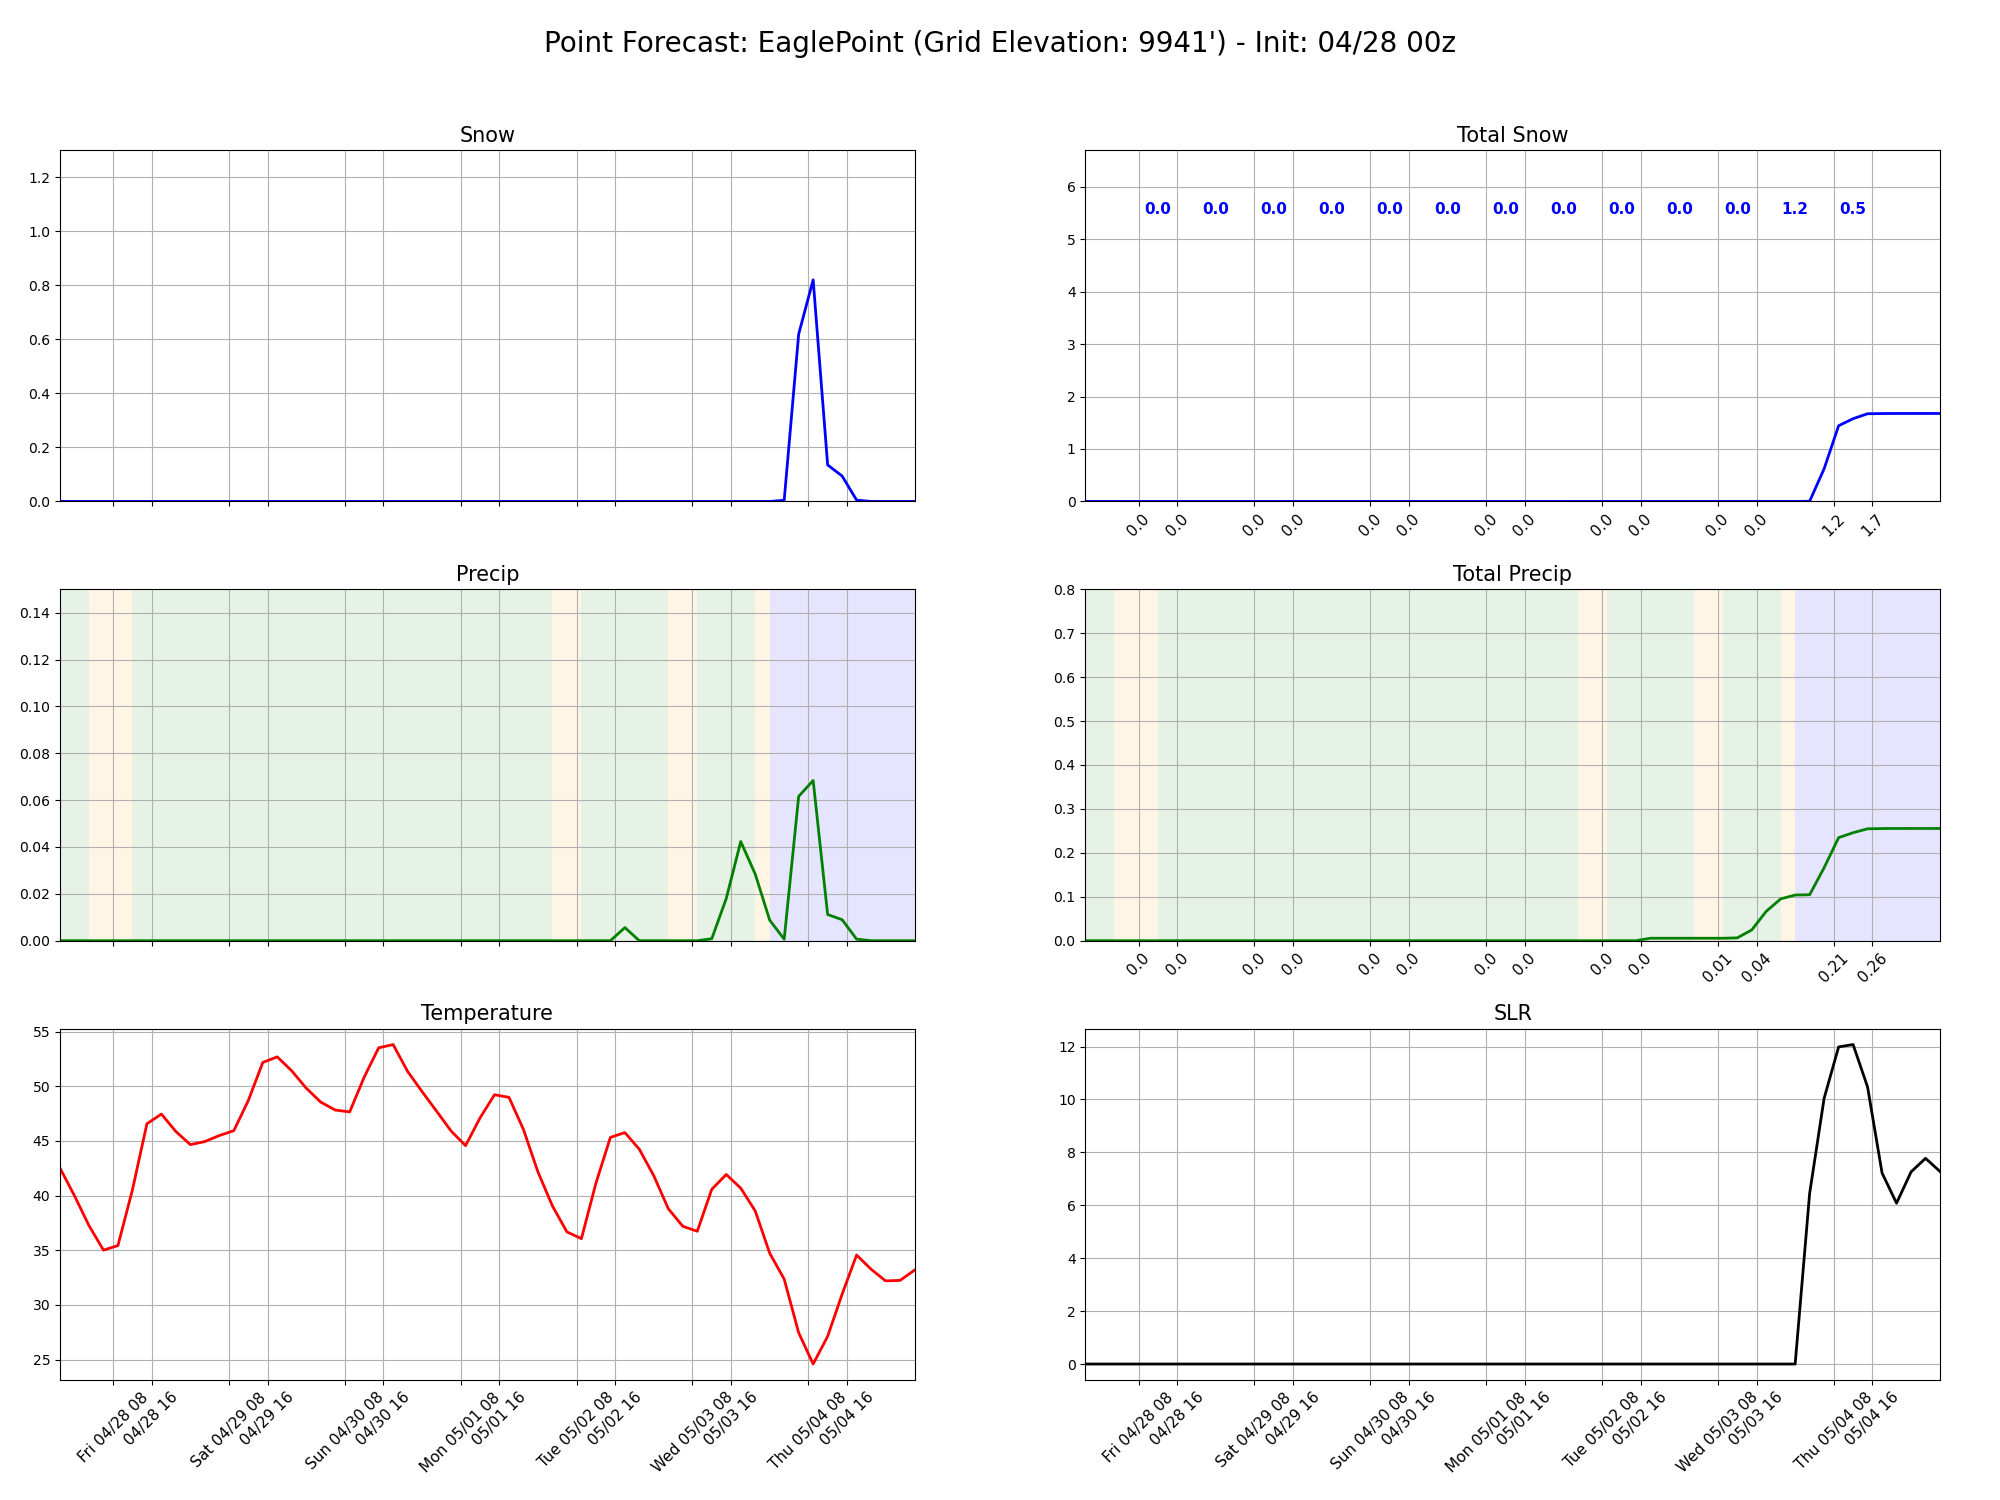 Point Forecast: EaglePoint (Grid Elevation: 9941') - Init: 04/28 00z
Snow
1.2
1.0
0.8
0.6
0.4
0.2
0.0
Total Snow
6
5
4
3
2
1
0
0.0 0.0 0.0 0.0 0.0 0.0 0.0 0.0 0.0 0.0 0.0 1.2 0.5
0.0 0.0 0.0 0.0 0.0 0.0 0.0 0.0 0.0 0.0 0.0 0.0 1.2 1.7
Precip
0.14
0.12
0.10
0.08
0.06
0.04
0.02
0.00
Total Precip
0.8
0.7
0.6
0.5
0.4
0.3
0.2
0.1
0.0
0.0 0.0 0.0 0.0 0.0 0.0 0.0 0.0 0.0 0.0 0.01 0.04 0.21 0.26
Temperature
55
50
45
40
35
30
25
Fri 04/28 08
04/28 16
Sat 04/29 08
04/29 16
Sun 04/30 08
04/30 16
Mon 05/01 08
05/01 16
Tue 05/02 08
05/02 16
Wed 05/03 08
05/03 16
Thu 05/04 08
05/04 16
SLR
12
10
8
6
4
2
0
Fri 04/28 08
04/28 16
Sat 04/29 08
04/29 16
Sun 04/30 08
04/30 16
Mon 05/01 08
05/01 16
Tue 05/02 08
05/02 16
Wed 05/03 08
05/03 16
Thu 05/04 08
05/04 16